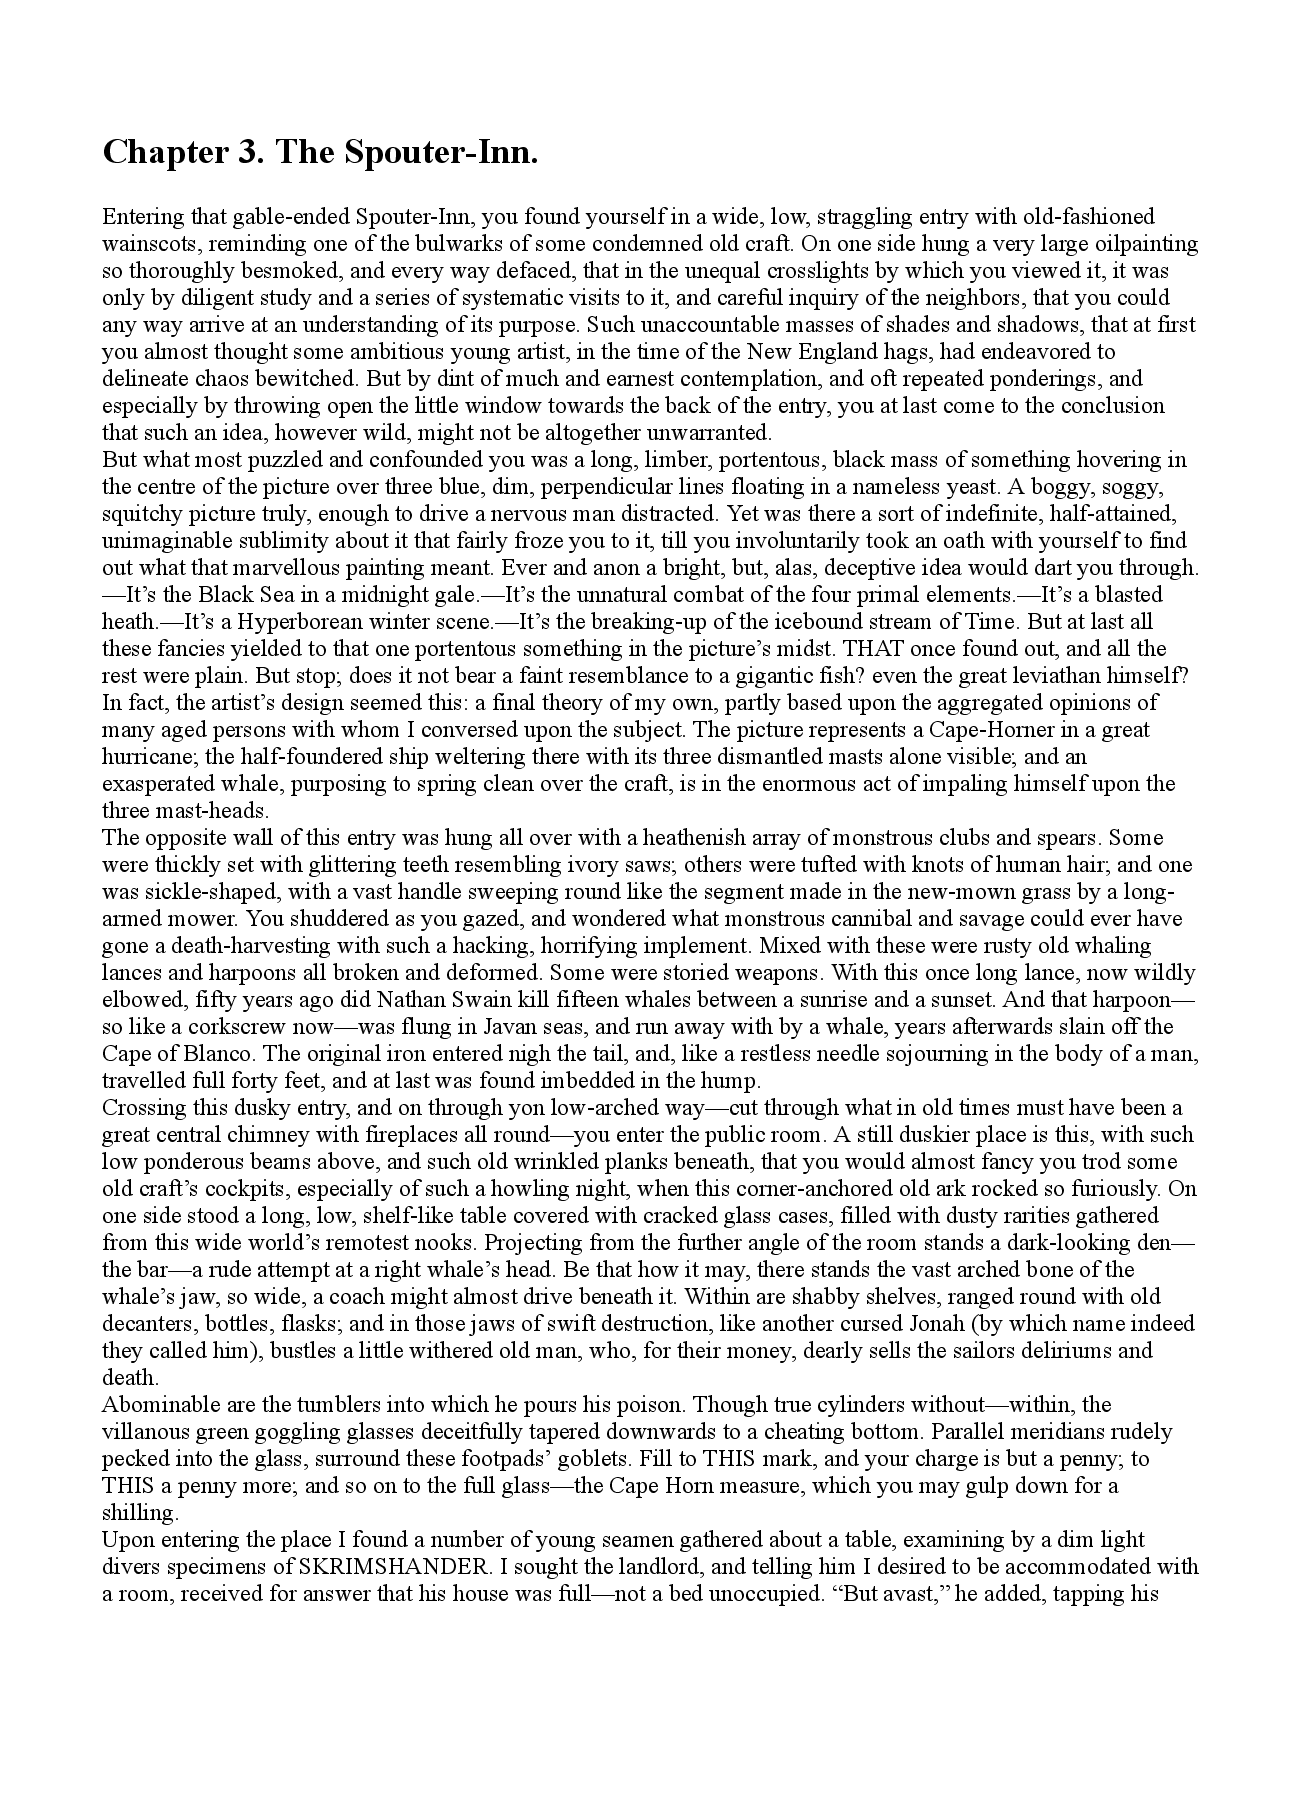 Chapter 3. The Spouter-Inn.
Entering that gable-ended Spouter-Inn, you found yourself in a wide, low, straggling entry with old-fashioned
wainscots, reminding one of the bulwarks of some condemned old craft. On one side hung a very large oilpainting
so thoroughly besmoked, and every way defaced, that in the unequal crosslights by which you viewed it, it was
only by diligent study and a series of systematic visits to it, and careful inquiry of the neighbors, that you could
any way arrive at an understanding of its purpose. Such unaccountable masses of shades and shadows, that at first
you almost thought some ambitious young artist, in the time of the New England hags, had endeavored to
delineate chaos bewitched. But by dint of much and earnest contemplation, and oft repeated ponderings, and
especially by throwing open the little window towards the back of the entry, you at last come to the conclusion
that such an idea, however wild, might not be altogether unwarranted.
But what most puzzled and confounded you was a long, limber, portentous, black mass of something hovering in
the centre of the picture over three blue, dim, perpendicular lines floating in a nameless yeast. A boggy, soggy,
squitchy picture truly, enough to drive a nervous man distracted. Yet was there a sort of indefinite, half-attained,
unimaginable sublimity about it that fairly froze you to it, till you involuntarily took an oath with yourself to find
out what that marvellous painting meant. Ever and anon a bright, but, alas, deceptive idea would dart you through.
—It’s the Black Sea in a midnight gale.—It’s the unnatural combat of the four primal elements.—It’s a blasted
heath.—It’s a Hyperborean winter scene.—It’s the breaking-up of the icebound stream of Time. But at last all
these fancies yielded to that one portentous something in the picture’s midst. THAT once found out, and all the
rest were plain. But stop; does it not bear a faint resemblance to a gigantic fish? even the great leviathan himself?
In fact, the artist’s design seemed this: a final theory of my own, partly based upon the aggregated opinions of
many aged persons with whom I conversed upon the subject. The picture represents a Cape-Horner in a great
hurricane; the half-foundered ship weltering there with its three dismantled masts alone visible; and an
exasperated whale, purposing to spring clean over the craft, is in the enormous act of impaling himself upon the
three mast-heads.
The opposite wall of this entry was hung all over with a heathenish array of monstrous clubs and spears. Some
were thickly set with glittering teeth resembling ivory saws; others were tufted with knots of human hair; and one
was sickle-shaped, with a vast handle sweeping round like the segment made in the new-mown grass by a long-
armed mower. You shuddered as you gazed, and wondered what monstrous cannibal and savage could ever have
gone a death-harvesting with such a hacking, horrifying implement. Mixed with these were rusty old whaling
lances and harpoons all broken and deformed. Some were storied weapons. With this once long lance, now wildly
elbowed, fifty years ago did Nathan Swain kill fifteen whales between a sunrise and a sunset. And that harpoon—
so like a corkscrew now—was flung in Javan seas, and run away with by a whale, years afterwards slain off the
Cape of Blanco. The original iron entered nigh the tail, and, like a restless needle sojourning in the body of a man,
travelled full forty feet, and at last was found imbedded in the hump.
Crossing this dusky entry, and on through yon low-arched way—cut through what in old times must have been a
great central chimney with fireplaces all round—you enter the public room. A still duskier place is this, with such
low ponderous beams above, and such old wrinkled planks beneath, that you would almost fancy you trod some
old craft’s cockpits, especially of such a howling night, when this corner-anchored old ark rocked so furiously. On
one side stood a long, low, shelf-like table covered with cracked glass cases, filled with dusty rarities gathered
from this wide world’s remotest nooks. Projecting from the further angle of the room stands a dark-looking den—
the bar—a rude attempt at a right whale’s head. Be that how it may, there stands the vast arched bone of the
whale’s jaw, so wide, a coach might almost drive beneath it. Within are shabby shelves, ranged round with old
decanters, bottles, flasks; and in those jaws of swift destruction, like another cursed Jonah (by which name indeed
they called him), bustles a little withered old man, who, for their money, dearly sells the sailors deliriums and
death.
Abominable are the tumblers into which he pours his poison. Though true cylinders without—within, the
villanous green goggling glasses deceitfully tapered downwards to a cheating bottom. Parallel meridians rudely
pecked into the glass, surround these footpads’ goblets. Fill to THIS mark, and your charge is but a penny; to
THIS a penny more; and so on to the full glass—the Cape Horn measure, which you may gulp down for a
shilling.
Upon entering the place I found a number of young seamen gathered about a table, examining by a dim light
divers specimens of SKRIMSHANDER. I sought the landlord, and telling him I desired to be accommodated with
a room, received for answer that his house was full—not a bed unoccupied. “But avast,” he added, tapping his